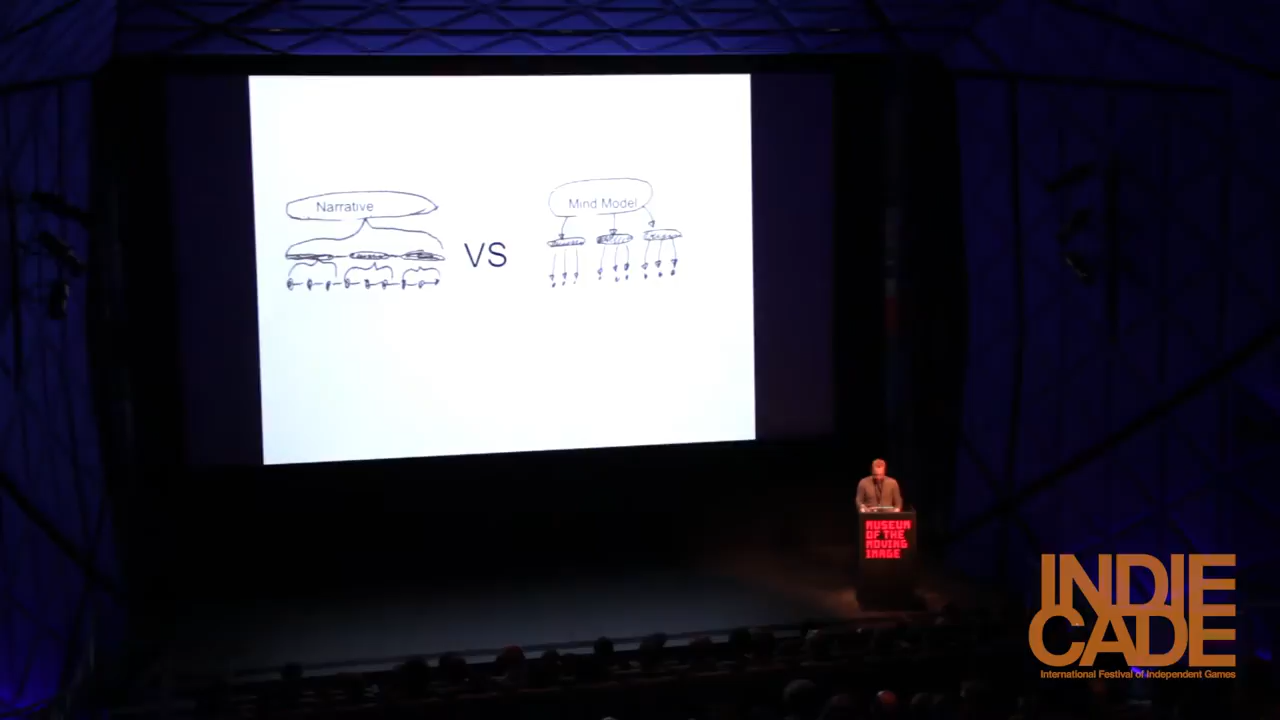 Narrative
VS
Mind Model
MUSEUM
OF THE
MOVING
IMAGE
INDIE
CADE
International Festival of Independent Games